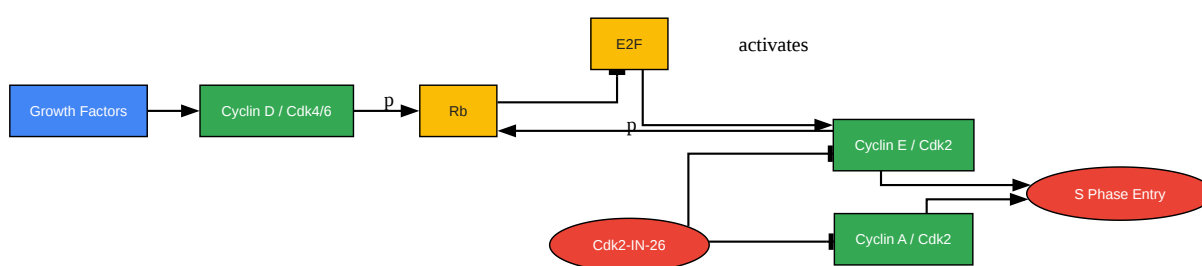 E2F
activates
Growth Factors
Cyclin D / Cdk4/6
p
Rb
p
Cyclin E / Cdk2
S Phase Entry
Cdk2-IN-26
Cyclin A / Cdk2